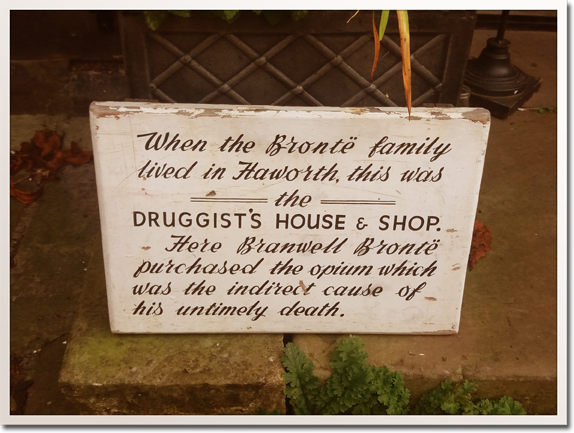 When the Brontë family
lived in Haworth, this was
the
DRUGGIST'S HOUSE & SHOP.
Here Branwell Brontë
purchased the opium which
was the indirect cause of
his untimely death.